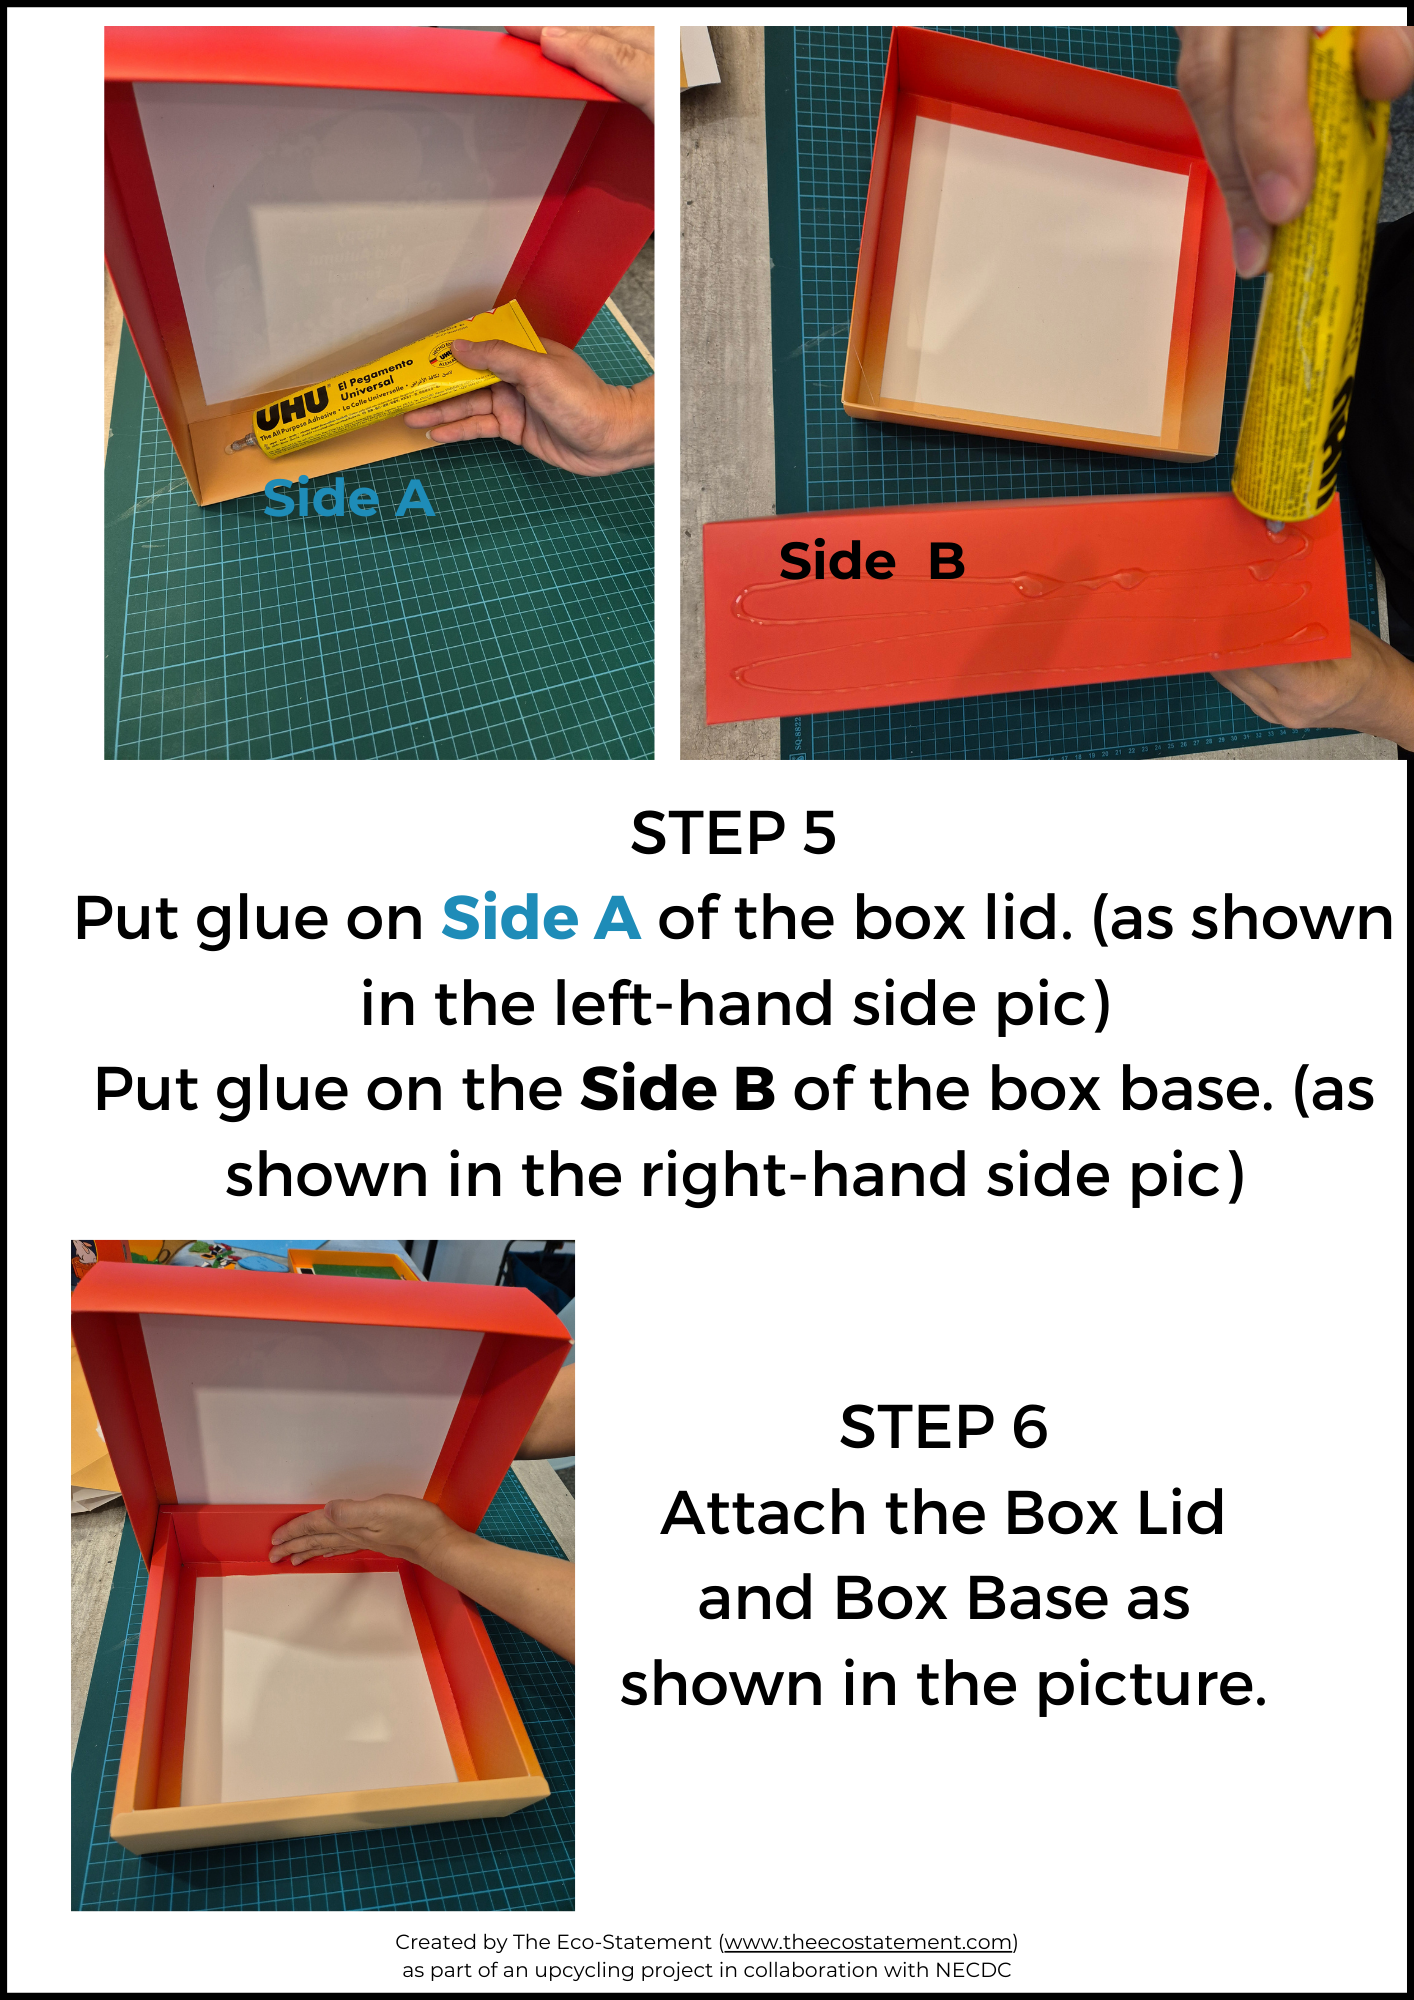 UHU
El Pegamento
Universal
The All Purpose Adhesive • La Colle Universelle •
Side A
Side B
STEP 5
Put glue on Side A of the box lid. (as shown
in the left-hand side pic)
Put glue on the Side B of the box base. (as
shown in the right-hand side pic)
STEP 6
Attach the Box Lid
and Box Base as
shown in the picture.
Created by The Eco-Statement (www.theecostatement.com)
as part of an upcycling project in collaboration with NECDC